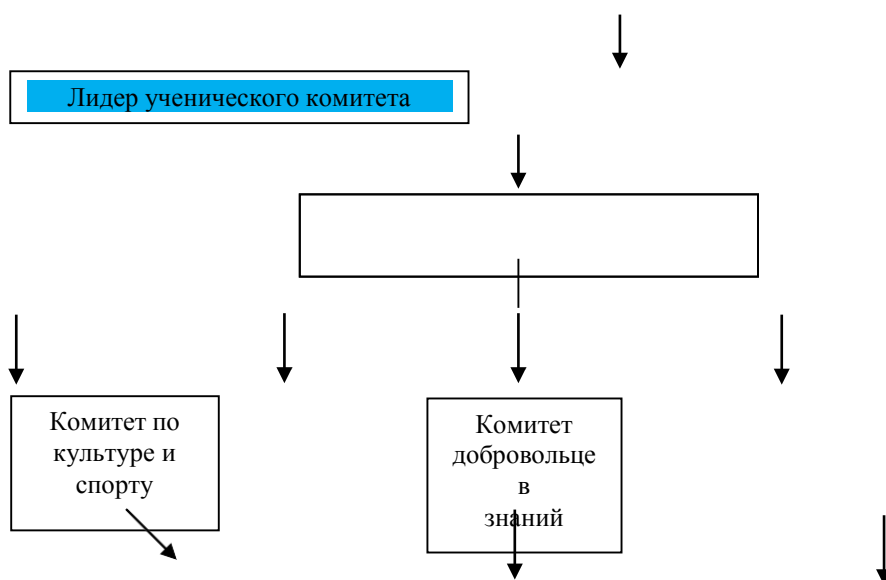 Лидер ученического комитета
Комитет по
культуре и
спорту
Комитет
добровольце
в
знаний